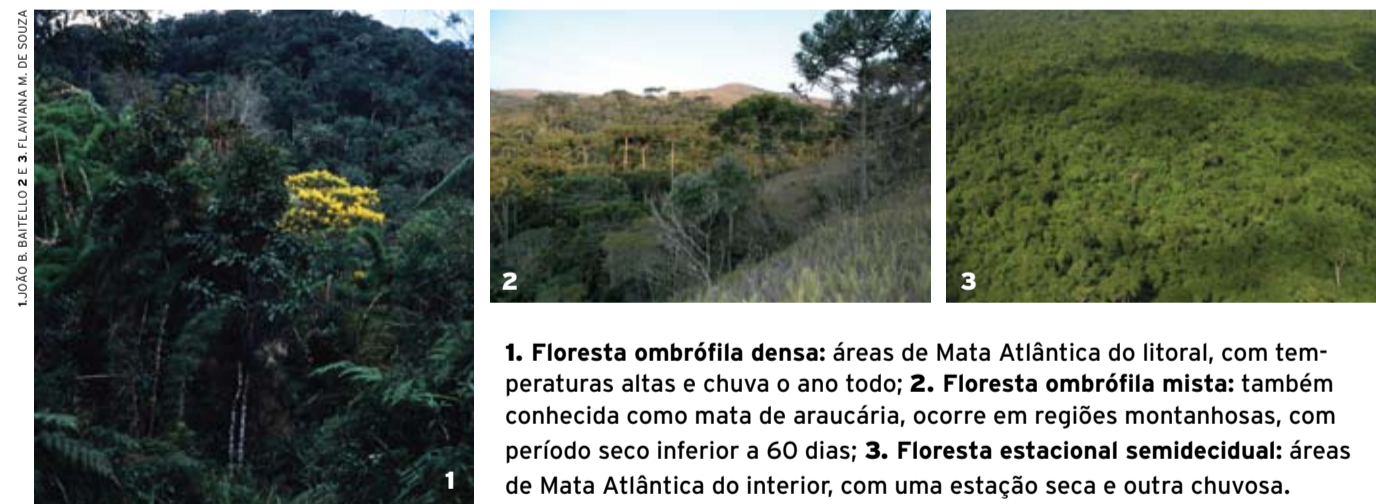 1. JOÃO B. BAITELLO 2 E 3. FLAVIANA M. DE SOUZA
1
2
3
1. Floresta ombrófila densa: áreas de Mata Atlântica do litoral, com tem-
peraturas altas e chuva o ano todo; 2. Floresta ombrófila mista: também
conhecida como mata de araucária, ocorre em regiões montanhosas, com
período seco inferior a 60 dias; 3. Floresta estacional semidecidual: áreas
de Mata Atlântica do interior, com uma estação seca e outra chuvosa.